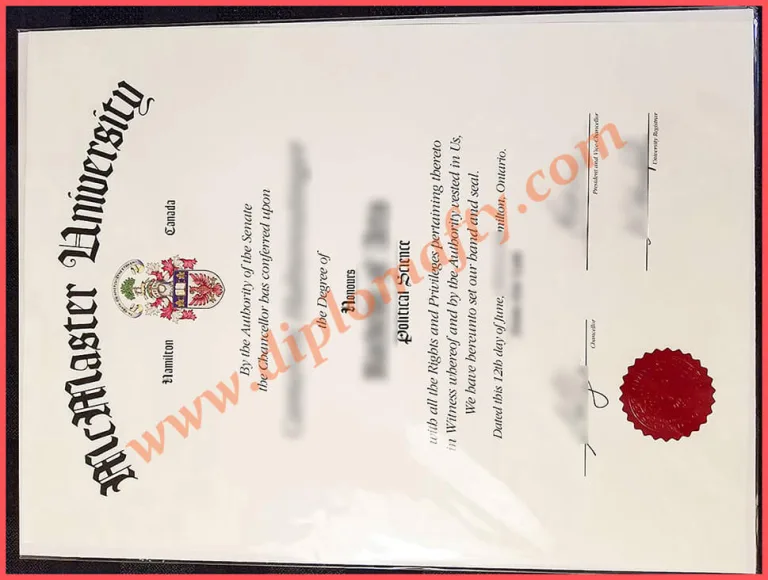 McMaster University
Hamilton Canada
By the Authority of the Senate
the Chancellor has conferred upon
the Degree of
Honours
Political Science
with all the Rights and Privileges pertaining thereto
in Witness whereof and by the Authority vested in Us,
We have hereunto set our hand and seal.
Dated this 12th day of June, milton, Ontario.
Chancellor
President and Vice-Chancellor
University Registrar
www.diplomofty.com